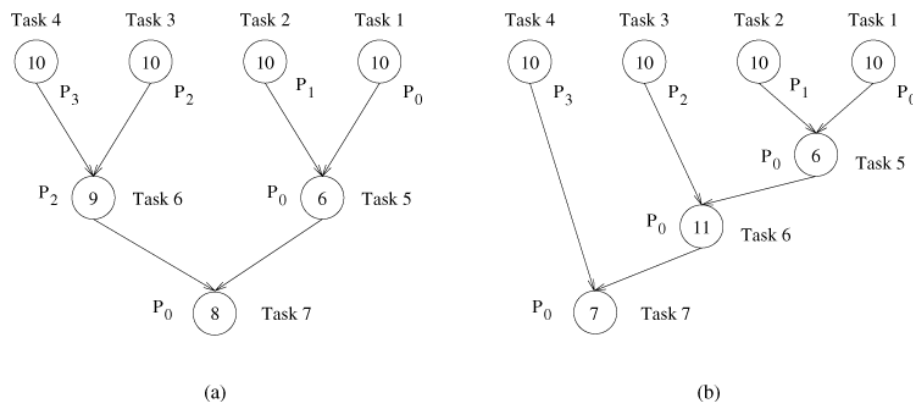 Task 4 Task 3 Task 2 Task 1 Task 4 Task 3 Task 2 Task 1
10 10 10 10 10 10 10 10
P3 P2 P1 P0 P3 P2 P1 P0
P0 6 Task 5
P2 9 Task 6 P0 6 Task 5
P0 11 Task 6
P0 8 Task 7 P0 7 Task 7
(a) (b)